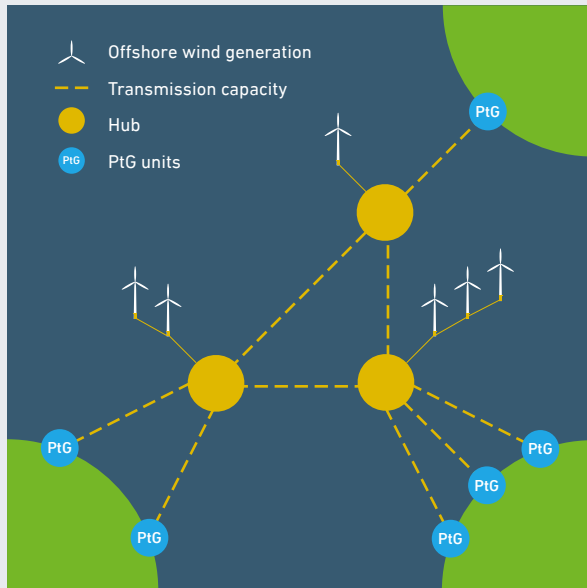 Offshore wind generation
Transmission capacity
Hub
PtG
PtG units
PtG
PtG
PtG
PtG
PtG
PtG